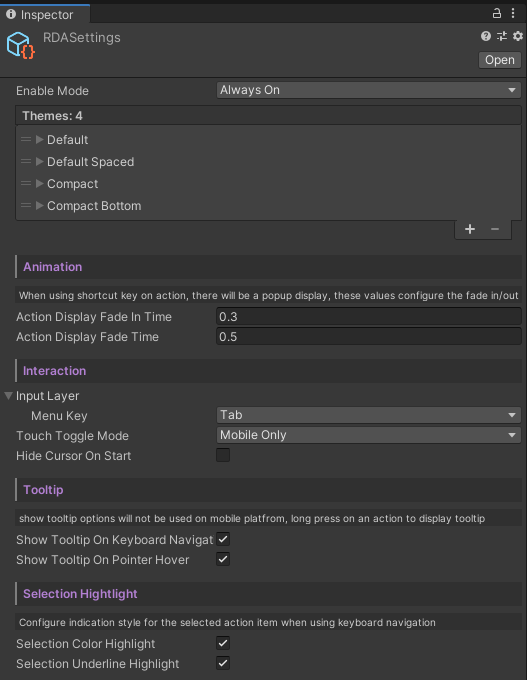 Inspector
RDASettings
Open
Enable Mode Always On
Themes: 4
Default
Default Spaced
Compact
Compact Bottom
Animation
When using shortcut key on action, there will be a popup display, these values configure the fade in/out
Action Display Fade In Time 0.3
Action Display Fade Time 0.5
Interaction
Input Layer
Menu Key Tab
Touch Toggle Mode Mobile Only
Hide Cursor On Start
Tooltip
show tooltip options will not be used on mobile platfrom, long press on an action to display tooltip
Show Tooltip On Keyboard Navigat
Show Tooltip On Pointer Hover
Selection Hightlight
Configure indication style for the selected action item when using keyboard navigation
Selection Color Highlight
Selection Underline Highlight